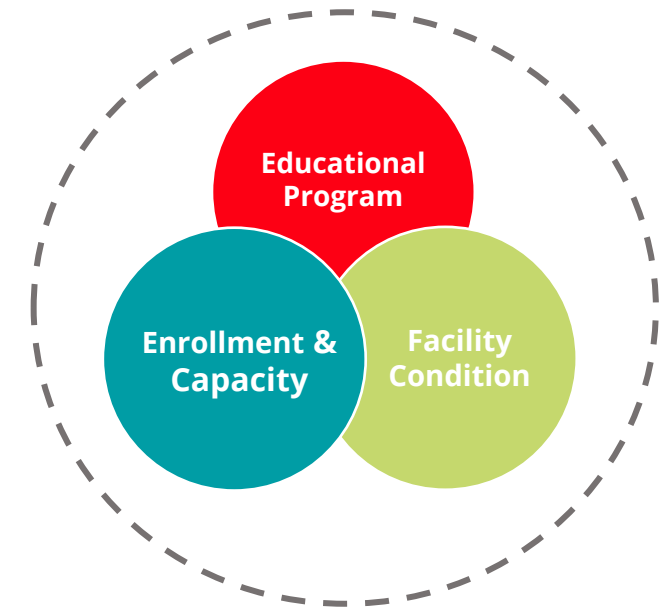 Educational
Program
Enrollment &
Capacity
Facility
Condition